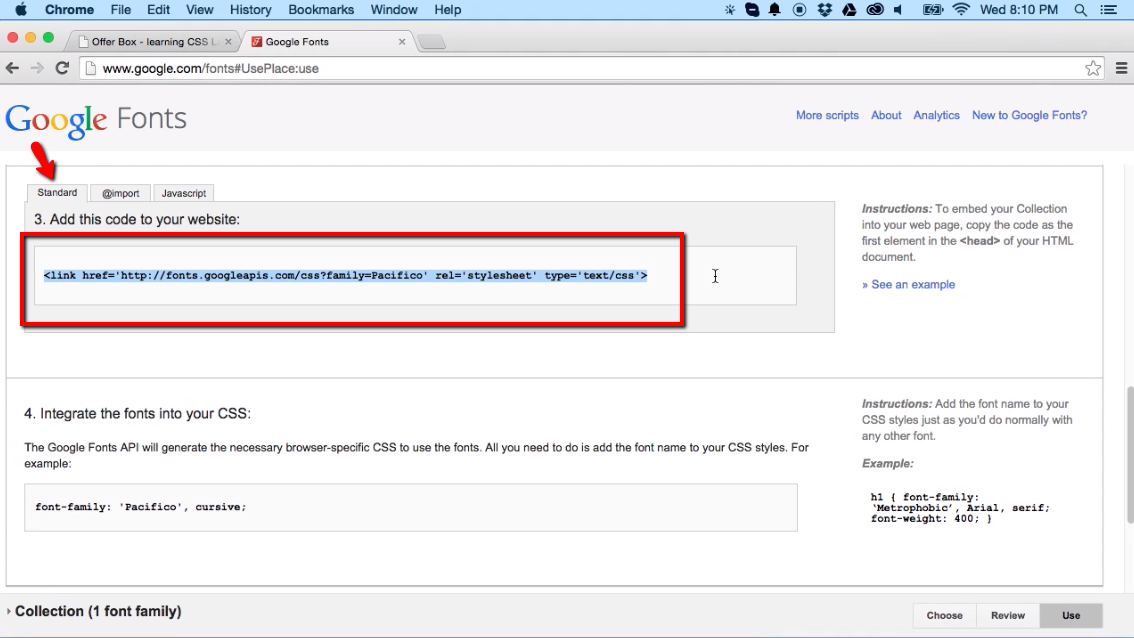 Chrome File Edit View History Bookmarks Window Help Wed 8:10 PM
Offer Box - learning CSS L
Google Fonts
www.google.com/fonts#UsePlace:use
Google Fonts
More scripts About Analytics New to Google Fonts?
Standard @import Javascript
3. Add this code to your website:
<link href='http://fonts.googleapis.com/css?family=Pacifico' rel='stylesheet' type='text/css'>
Instructions: To embed your Collection
into your web page, copy the code as the
first element in the <head> of your HTML
document.
» See an example
4. Integrate the fonts into your CSS:
The Google Fonts API will generate the necessary browser-specific CSS to use the fonts. All you need to do is add the font name to your CSS styles. For
example:
font-family: 'Pacifico', cursive;
Instructions: Add the font name to your
CSS styles just as you'd do normally with
any other font.
Example:
h1 { font-family:
'Metrophobic', Arial, serif;
font-weight: 400; }
Collection (1 font family)
Choose Review Use